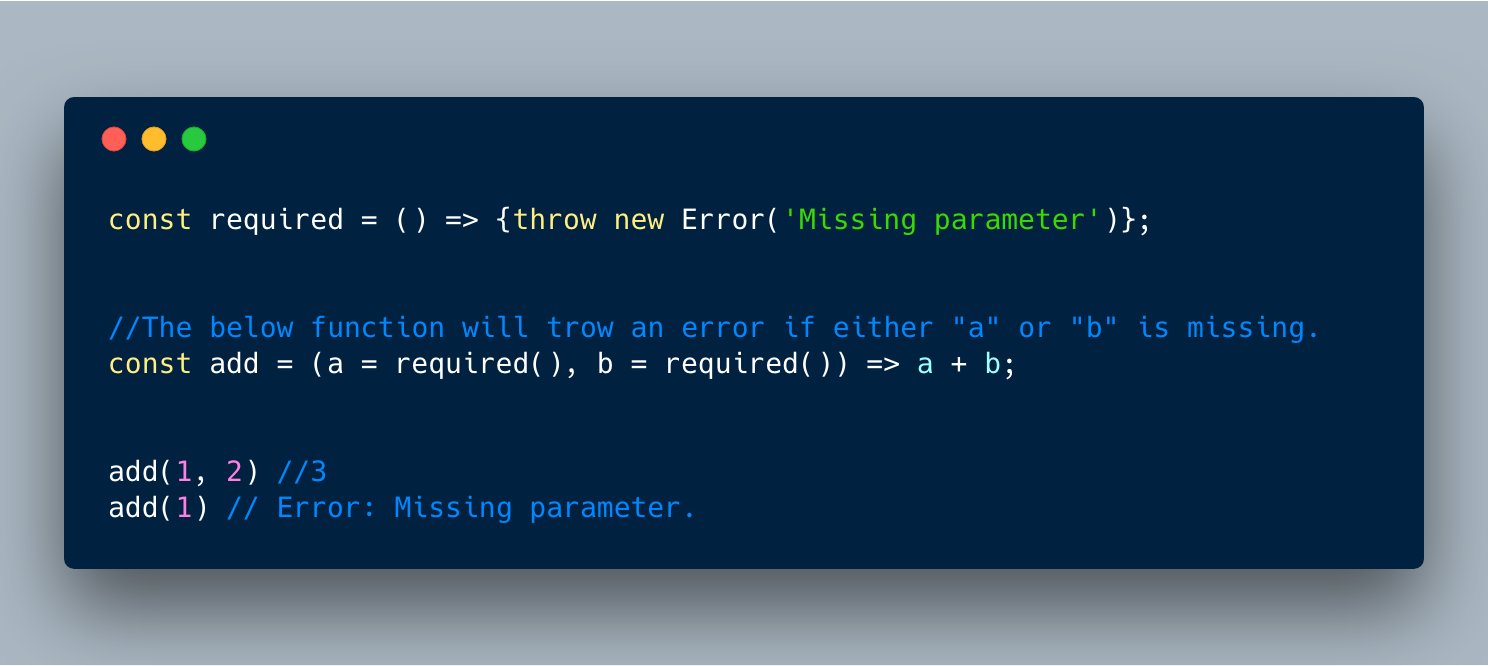 const required = () => {throw new Error('Missing parameter')};
//The below function will trow an error if either "a" or "b" is missing.
const add = (a = required(), b = required()) => a + b;
add(1, 2) //3
add(1) // Error: Missing parameter.